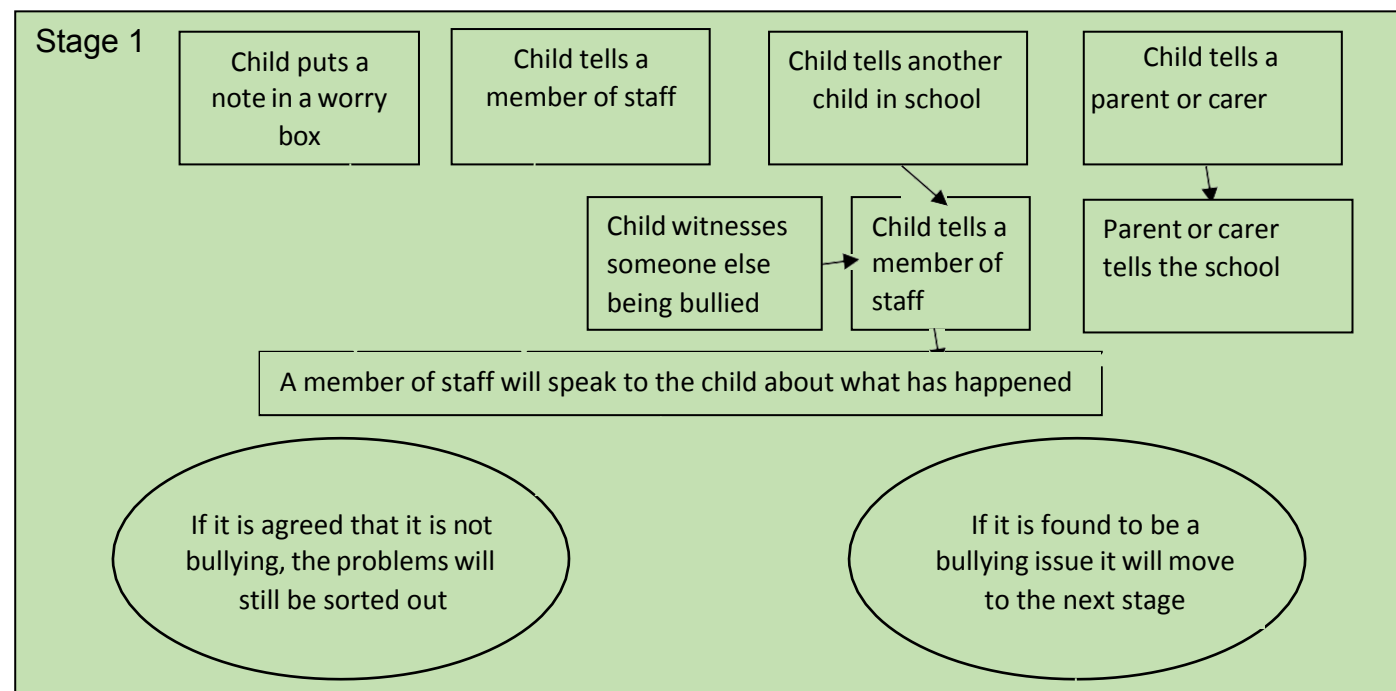 Stage 1
Child puts a
note in a worry
box
Child tells a
member of staff
Child tells another
child in school
Child tells a
parent or carer
Child witnesses
someone else
being bullied
Child tells a
member of
staff
Parent or carer
tells the school
A member of staff will speak to the child about what has happened
If it is agreed that it is not
bullying, the problems will
still be sorted out
If it is found to be a
bullying issue it will move
to the next stage